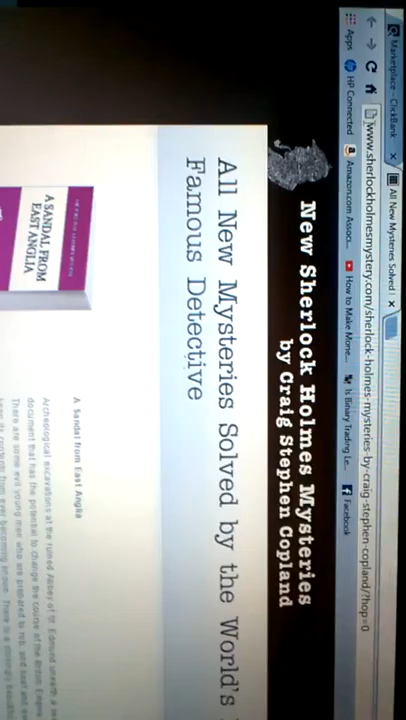 Marketplace - ClickBank
All New Mysteries Solved
www.sherlockholmesmystery.com/sherlock-holmes-mysteries-by-craig-stephen-copland/?hop=0
Apps HP Connected Amazon.com Associ... How to Make Mone... Is Binary Trading Le... Facebook
New Sherlock Holmes Mysteries
by Craig Stephen Copland
All New Mysteries Solved by the World's
Famous Detective
A SANDAL FROM
EAST ANGLIA
A Sandal from East Anglia
Archeological excavations at the ruined Abbey of St. Edmund unearth a
document that has the potential to change the course of the British Empire
There are some evil young men who are prepared to rob, and
keep its contents from ever becoming known. There is a strongly